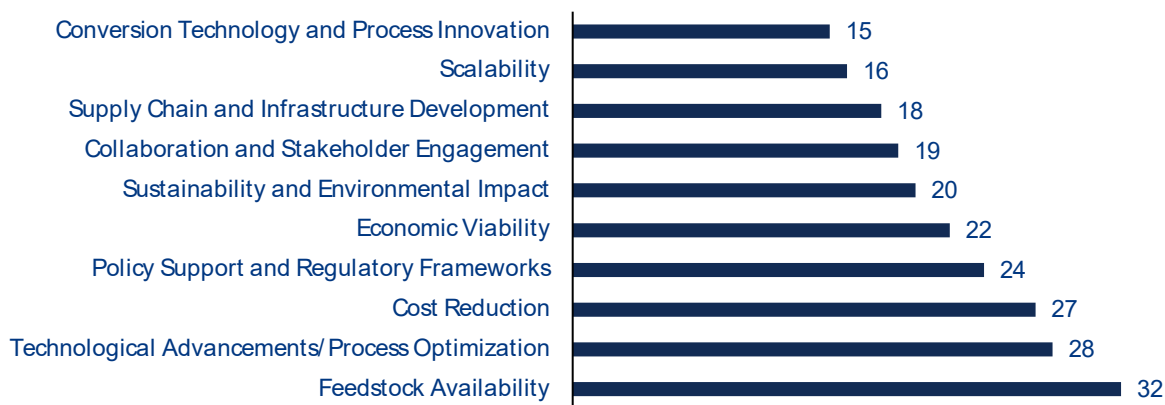 Conversion Technology and Process Innovation 15
Scalability 16
Supply Chain and Infrastructure Development 18
Collaboration and Stakeholder Engagement 19
Sustainability and Environmental Impact 20
Economic Viability 22
Policy Support and Regulatory Frameworks 24
Cost Reduction 27
Technological Advancements/ Process Optimization 28
Feedstock Availability 32